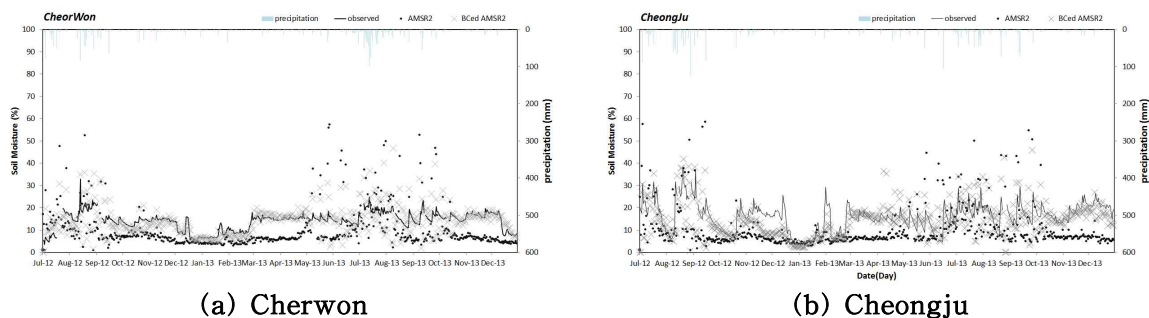 CheorWon
precipitation observed AMSR2 BCed AMSR2
100 90 80 70 60 50 40 30 20 10 0
Soil Moisture (%)
0 100 200 300 400 500 600
precipitation (mm)
Jul-12 Aug-12 Sep-12 Oct-12 Nov-12 Dec-12 Jan-13 Feb-13 Mar-13 Apr-13 May-13 Jun-13 Jul-13 Aug-13 Sep-13 Oct-13 Nov-13 Dec-13
(a) Cherwon
CheongJu
precipitation observed AMSR2 BCed AMSR2
100 90 80 70 60 50 40 30 20 10 0
Soil Moisture (%)
0 100 200 300 400 500 600
precipitation (mm)
Jul-12 Aug-12 Sep-12 Oct-12 Nov-12 Dec-12 Jan-13 Feb-13 Mar-13 Apr-13 May-13 Jun-13 Jul-13 Aug-13 Sep-13 Oct-13 Nov-13 Dec-13
Date(Day)
(b) Cheongju